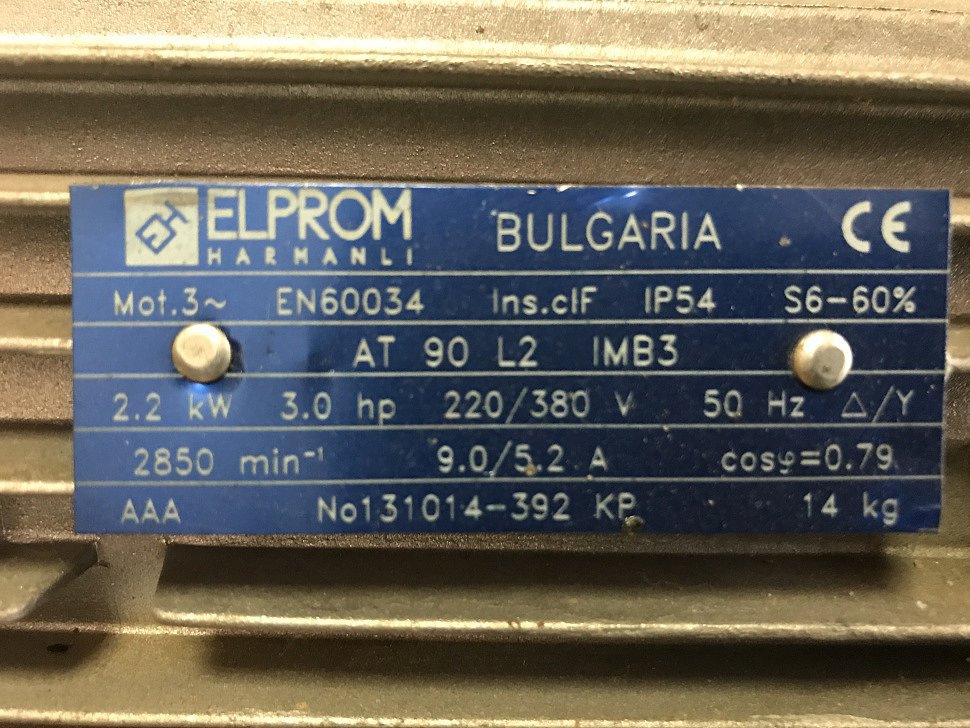 EH ELPROM BULGARIA CE
HARMANLI
Mot.3~ EN60034 Ins.clF IP54 S6-60%
AT 90 L2 IMB3
2.2 kW 3.0 hp 220/380 V 50 Hz △/Y
2850 min⁻¹ 9.0/5.2 A cosφ=0.79
AAA No131014-392 KP 14 kg